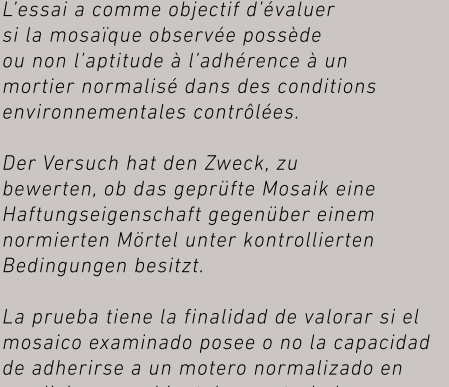 L'essai a comme objectif d'évaluer
si la mosaïque observée possède
ou non l'aptitude à l'adhérence à un
mortier normalisé dans des conditions
environnementales contrôlées.

Der Versuch hat den Zweck, zu
bewerten, ob das geprüfte Mosaik eine
Haftungseigenschaft gegenüber einem
normierten Mörtel unter kontrollierten
Bedingungen besitzt.

La prueba tiene la finalidad de valorar si el
mosaico examinado posee o no la capacidad
de adherirse a un motero normalizado en